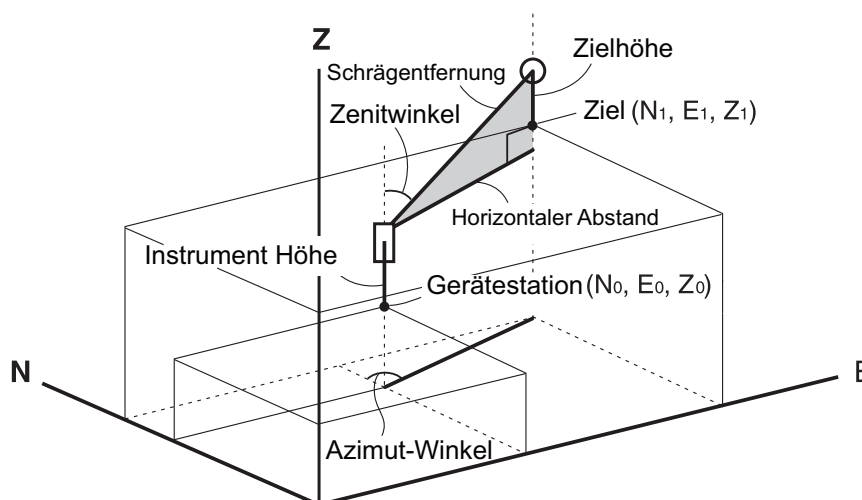 Z
Zielhöhe
Schrägentfernung
Zenitwinkel
Ziel (N1, E1, Z1)
Horizontaler Abstand
Instrument Höhe
Gerätestation (N0, E0, Z0)
N
E
Azimut-Winkel